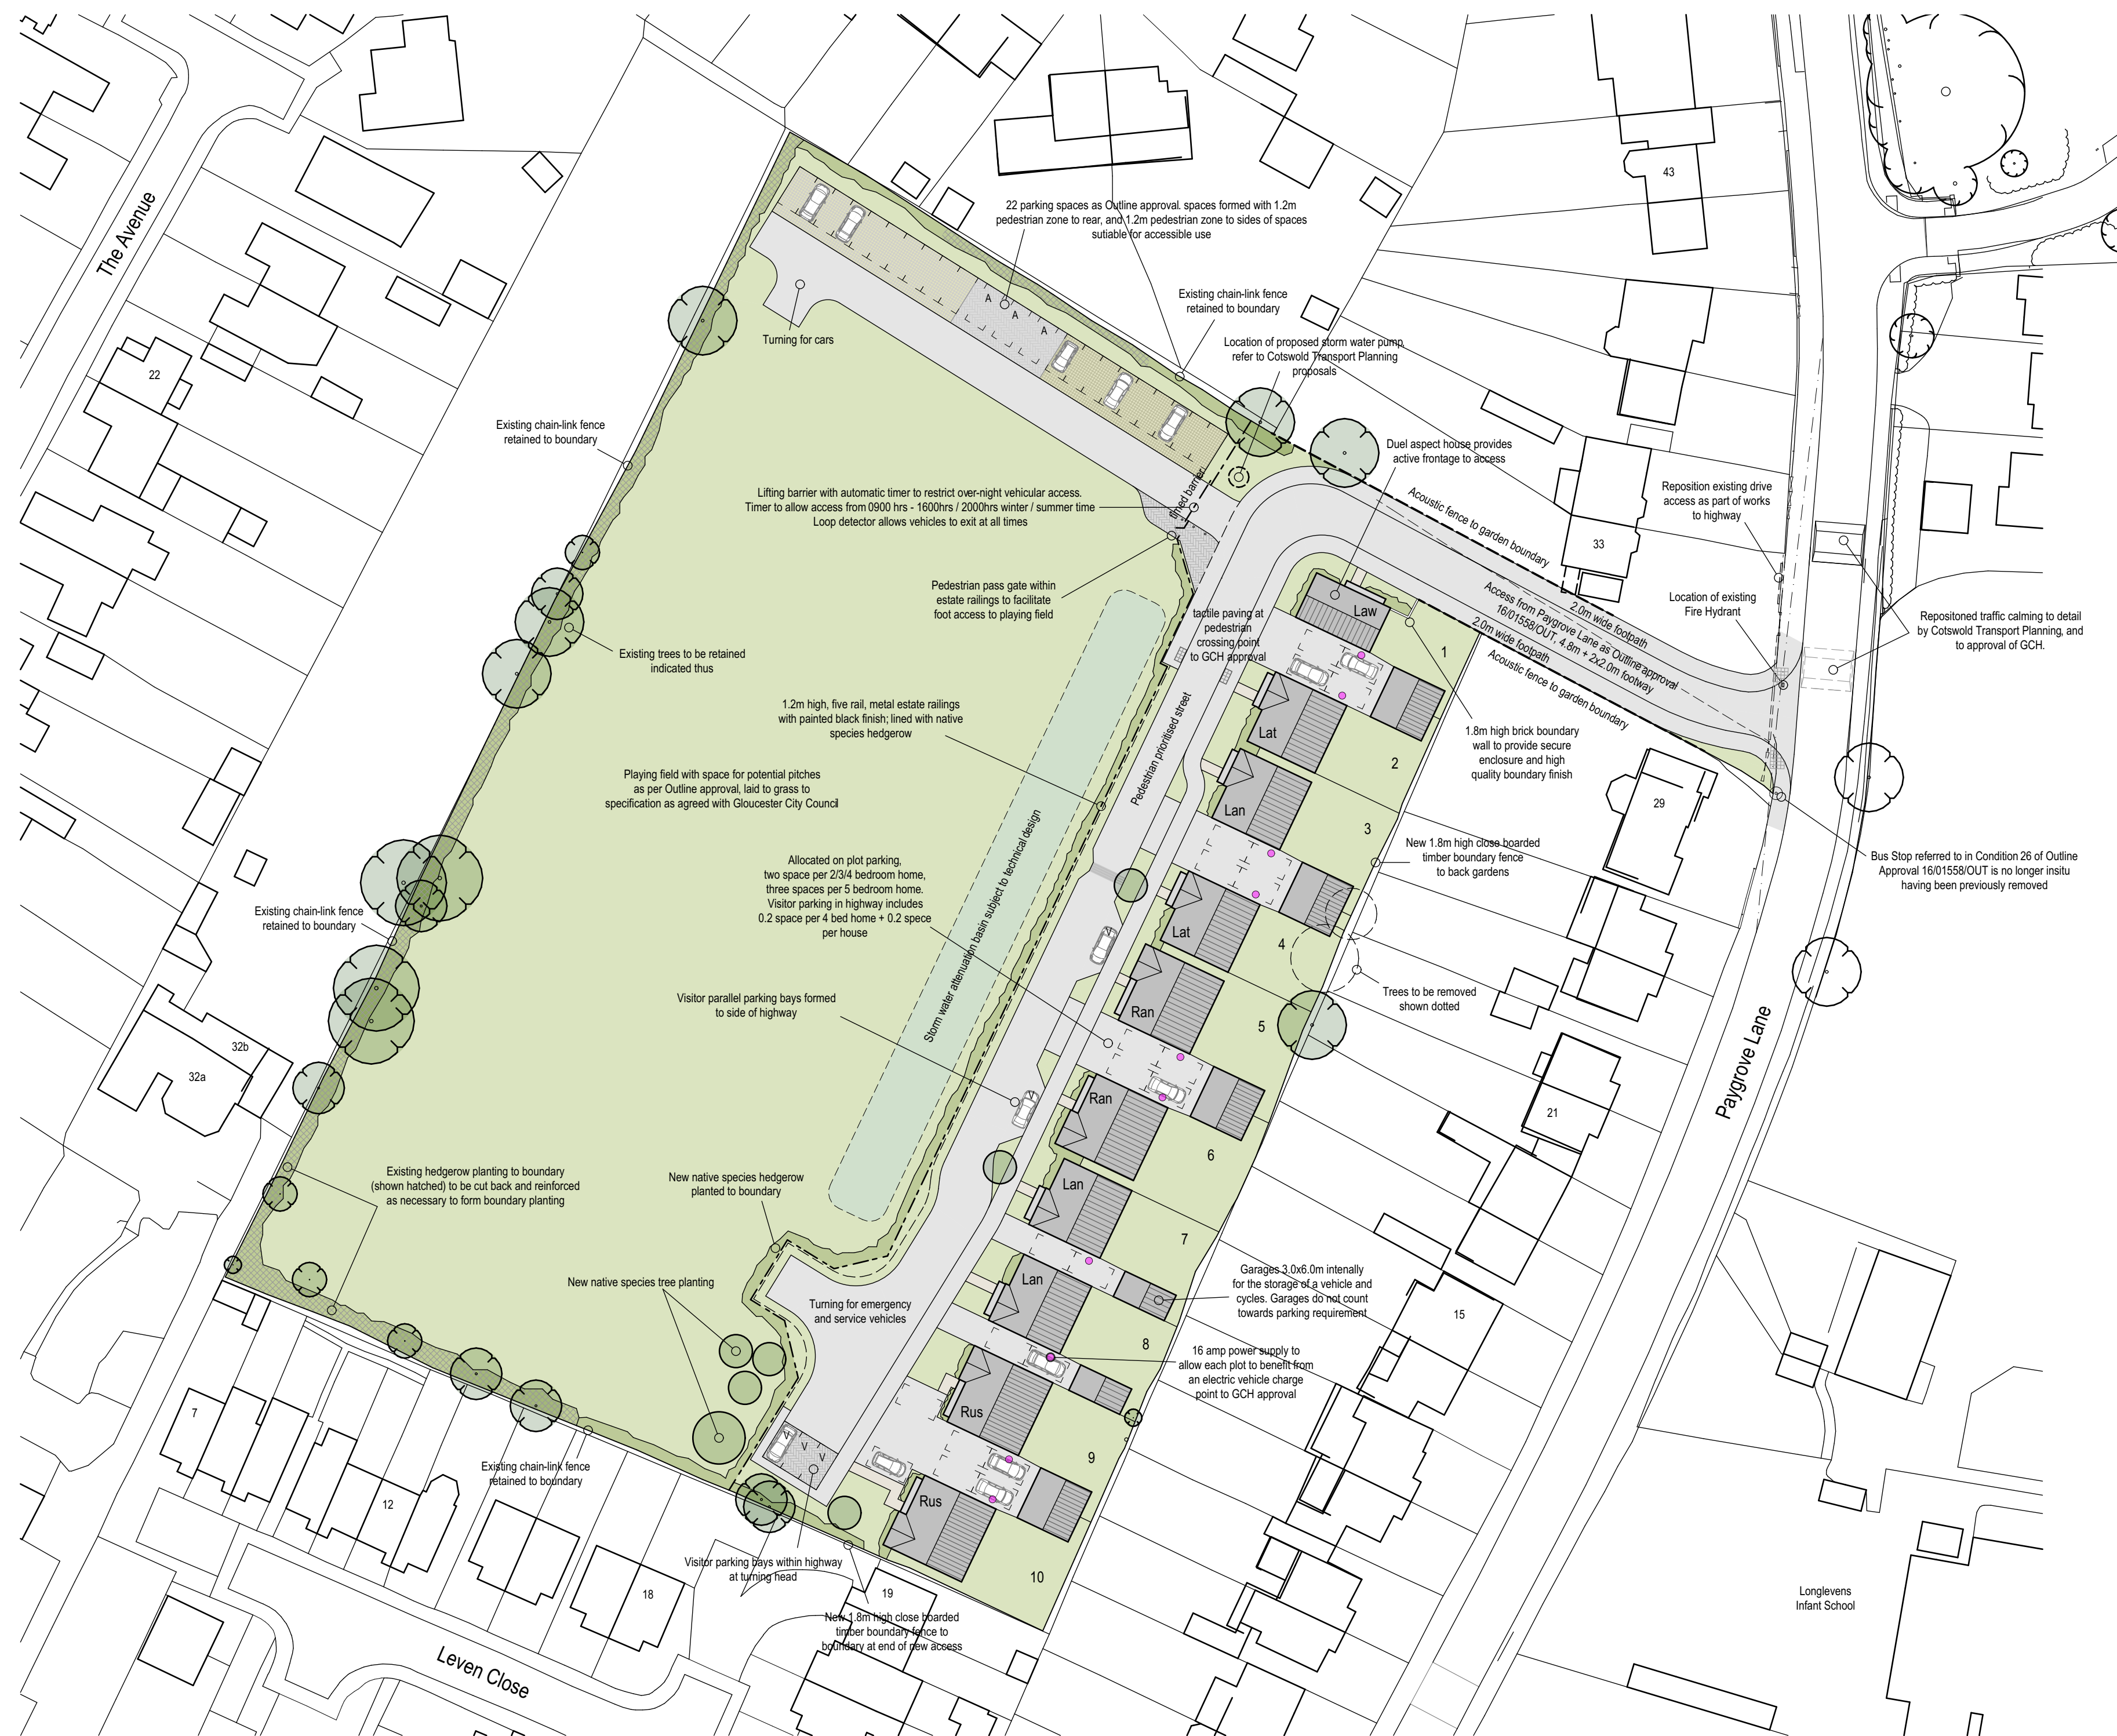 43
22 parking spaces as Outline approval. spaces formed with 1.2m
pedestrian zone to rear, and 1.2m pedestrian zone to sides of spaces
sutiable for accessible use
The Avenue
Existing chain-link fence
retained to boundary
A
A
A
Turning for cars
Location of proposed storm water pump,
refer to Cotswold Transport Planning
proposals
22
Existing chain-link fence
retained to boundary
Duel aspect house provides
active frontage to access
timed barrier
Lifting barrier with automatic timer to restrict over-night vehicular access.
Timer to allow access from 0900 hrs - 1600hrs / 2000hrs winter / summer time
Loop detector allows vehicles to exit at all times
Acoustic fence to garden boundary
Reposition existing drive
access as part of works
to highway
33
Pedestrian pass gate within
estate railings to facilitate
foot access to playing field
Location of existing
Fire Hydrant
2.0m wide footpath
Access from Paygrove Lane as Outline approval
16/01558/OUT, 4.8m + 2x2.0m footway
2.0m wide footpath
Acoustic fence to garden boundary
Repositoned traffic calming to detail
by Cotswold Transport Planning, and
to approval of GCH.
tactile paving at
pedestrian
crossing point
to GCH approval
Law
1
Existing trees to be retained
indicated thus
1.2m high, five rail, metal estate railings
with painted black finish; lined with native
species hedgerow
Pedestrian prioritised street
Lat
2
1.8m high brick boundary
wall to provide secure
enclosure and high
quality boundary finish
Playing field with space for potential pitches
as per Outline approval, laid to grass to
specification as agreed with Gloucester City Council
Lan
3
29
New 1.8m high close boarded
timber boundary fence
to back gardens
Bus Stop referred to in Condition 26 of Outline
Approval 16/01558/OUT is no longer insitu
having been previously removed
Allocated on plot parking,
two space per 2/3/4 bedroom home,
three spaces per 5 bedroom home.
Visitor parking in highway includes
0.2 space per 4 bed home + 0.2 spece
per house
Storm water attenuation basin subject to technical design
Existing chain-link fence
retained to boundary
V
Lat
4
Trees to be removed
shown dotted
Visitor parallel parking bays formed
to side of highway
Ran
5
32b
32a
V
Ran
6
21
Paygrove Lane
Existing hedgerow planting to boundary
(shown hatched) to be cut back and reinforced
as necessary to form boundary planting
New native species hedgerow
planted to boundary
Lan
7
New native species tree planting
Turning for emergency
and service vehicles
Lan
8
Garages 3.0x6.0m intenally
for the storage of a vehicle and
cycles. Garages do not count
towards parking requirement
15
16 amp power supply to
allow each plot to benefit from
an electric vehicle charge
point to GCH approval
7
Rus
9
V
V
V
Existing chain-link fence
retained to boundary
12
Rus
10
Visitor parking bays within highway
at turning head
18
19
New 1.8m high close boarded
timber boundary fence to
boundary at end of new access
Longlevens
Infant School
Leven Close